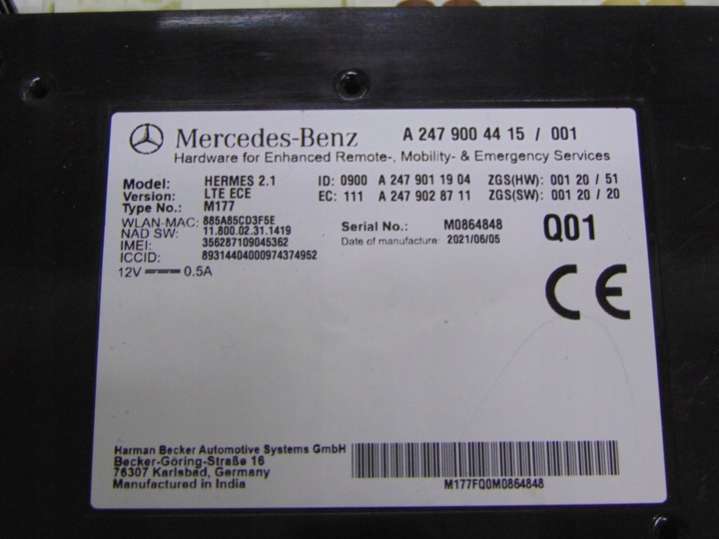 Mercedes-Benz A 247 900 44 15 / 001
Hardware for Enhanced Remote-, Mobility- & Emergency Services
Model: HERMES 2.1 ID: 0900 A 247 901 19 04 ZGS(HW): 001 20 / 51
Version: LTE ECE EC: 111 A 247 902 87 11 ZGS(SW): 001 20 / 20
Type No.: M177
WLAN-MAC: 885A85CD3F5E Serial No.: M0864848 Q01
NAD SW: 11.800.02.31.1419 Date of manufacture: 2021/06/05
IMEI: 356287109045362
ICCID: 89314404000974374952
12V 0.5A
CE
Harman Becker Automotive Systems GmbH
Becker-Göring-Straße 16
76307 Karlsbad, Germany
Manufactured in India
M177FQ0M0864848